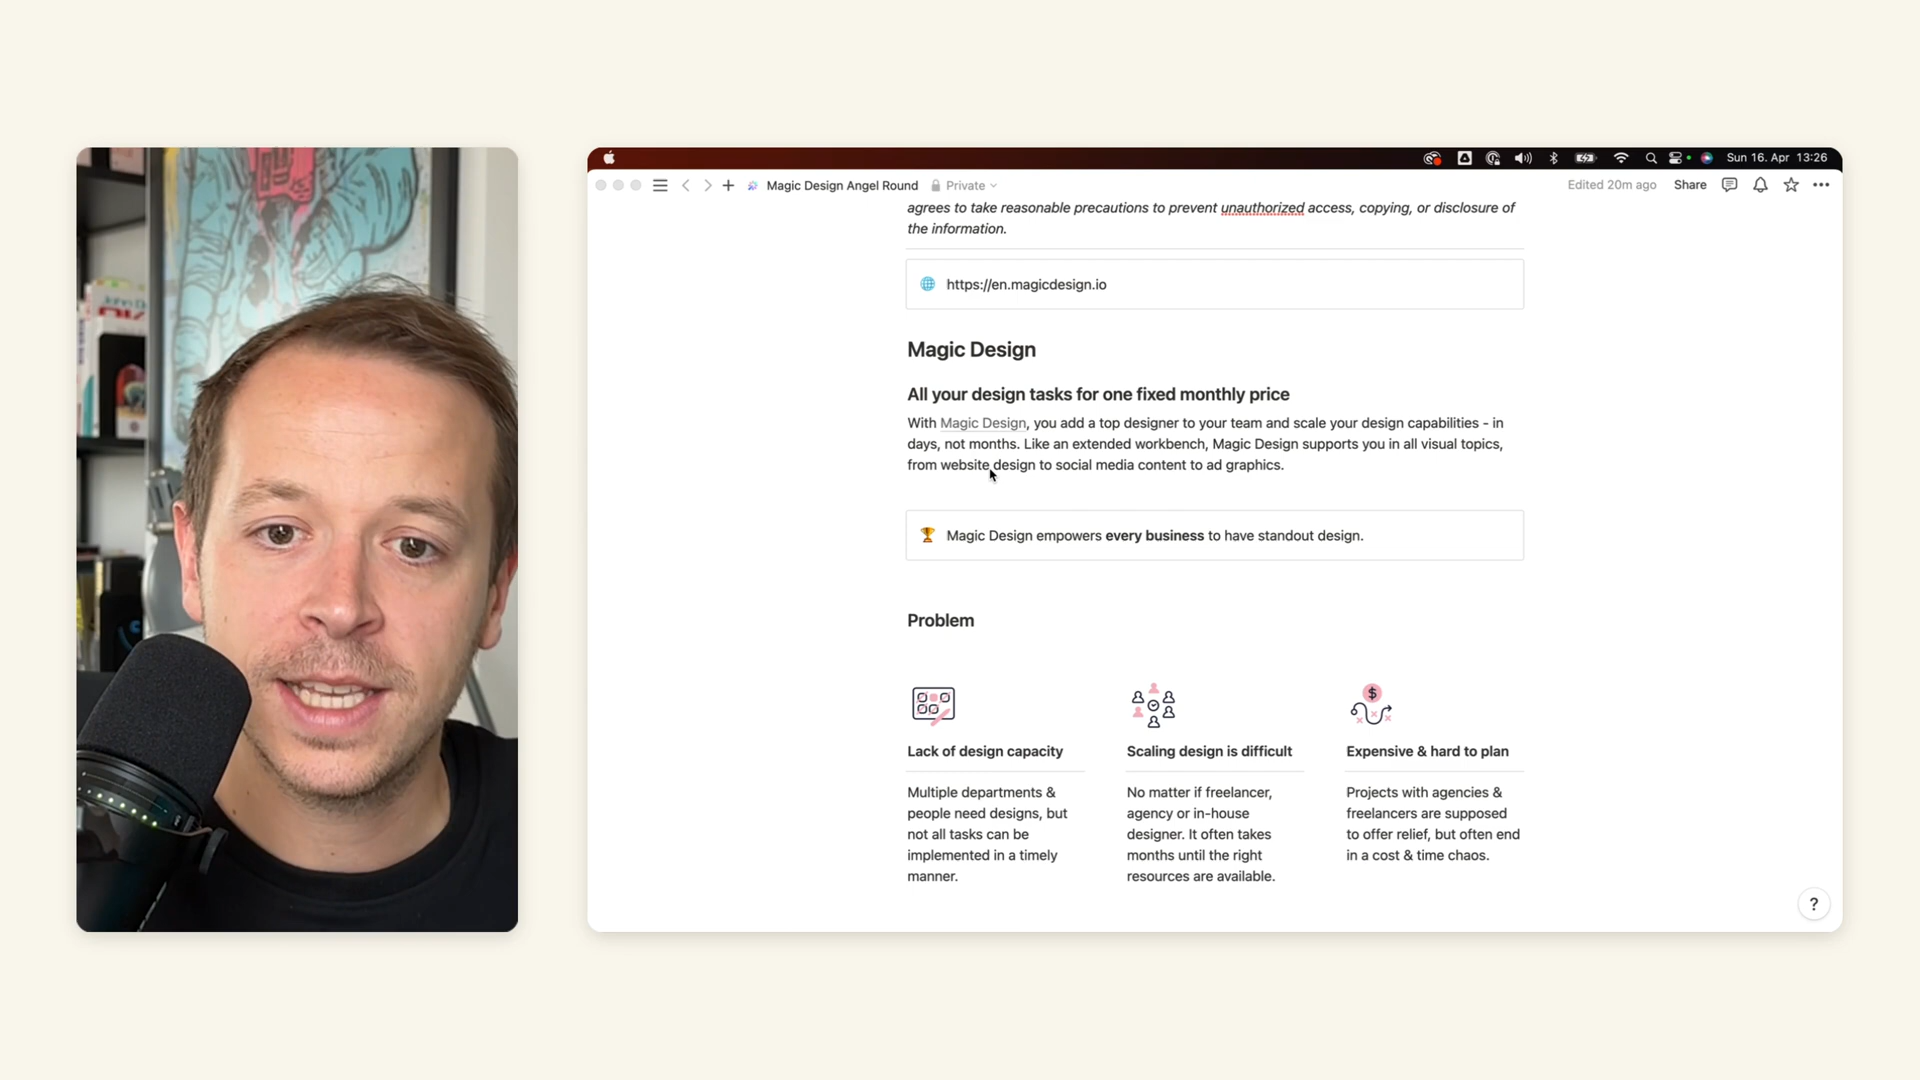 Sun 16. Apr 13:26
Magic Design Angel Round
Private
Edited 20m ago
Share
agrees to take reasonable precautions to prevent unauthorized access, copying, or disclosure of
the information.
https://en.magicdesign.io
Magic Design
All your design tasks for one fixed monthly price
With Magic Design, you add a top designer to your team and scale your design capabilities - in
days, not months. Like an extended workbench, Magic Design supports you in all visual topics,
from website design to social media content to ad graphics.
Magic Design empowers every business to have standout design.
Problem
Lack of design capacity
Multiple departments &
people need designs, but
not all tasks can be
implemented in a timely
manner.
Scaling design is difficult
No matter if freelancer,
agency or in-house
designer. It often takes
months until the right
resources are available.
Expensive & hard to plan
Projects with agencies &
freelancers are supposed
to offer relief, but often end
in a cost & time chaos.
?